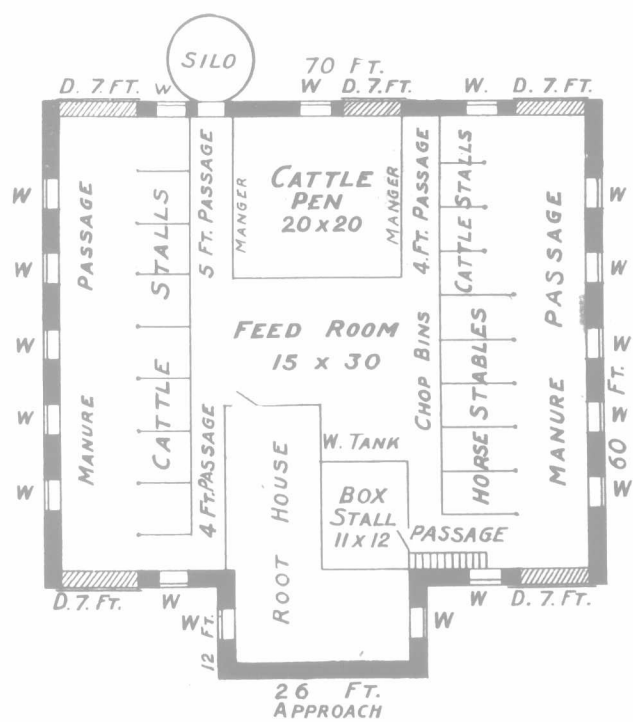 SILO
70 FT.
D. 7. FT.
W
W
D. 7. FT.
W.
D. 7. FT.
W
W
W
W
W
PASSAGE
MANURE
STALLS
CATTLE
5 FT. PASSAGE
MANGER
CATTLE
PEN
20 x 20
MANGER
4 FT. PASSAGE
CATTLE STALLS
PASSAGE
MANURE
W
W
W
W
W
60 FT.
FEED ROOM
15 x 30
CHOP BINS
HORSE STABLES
4 FT. PASSAGE
W. TANK
ROOT HOUSE
BOX
STALL
11 x 12
PASSAGE
D. 7. FT.
W
W
D. 7. FT.
W
12 FT.
W
26 FT.
APPROACH